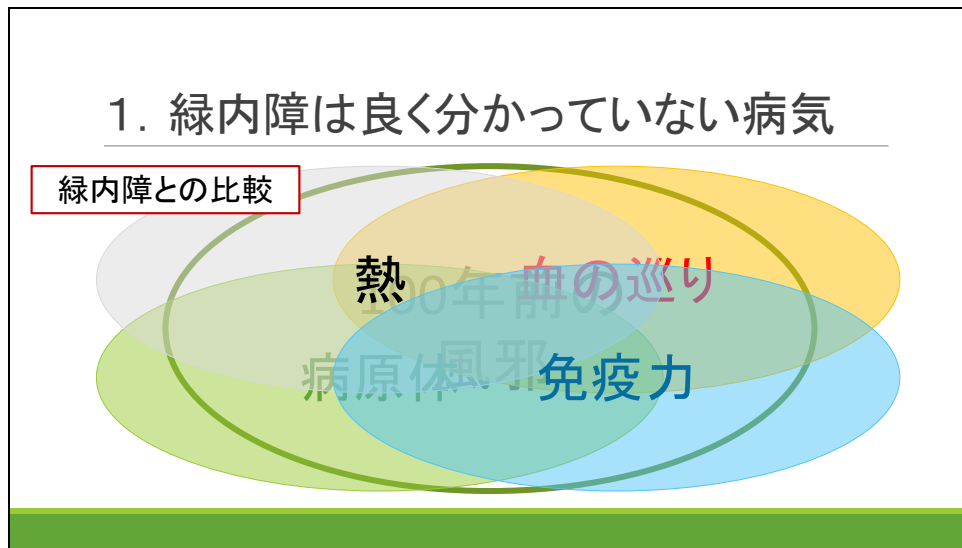 1. 緑内障は良く分かっていない病気
緑内障との比較
熱
血の巡り
100年前の
風邪
病原体
免疫力